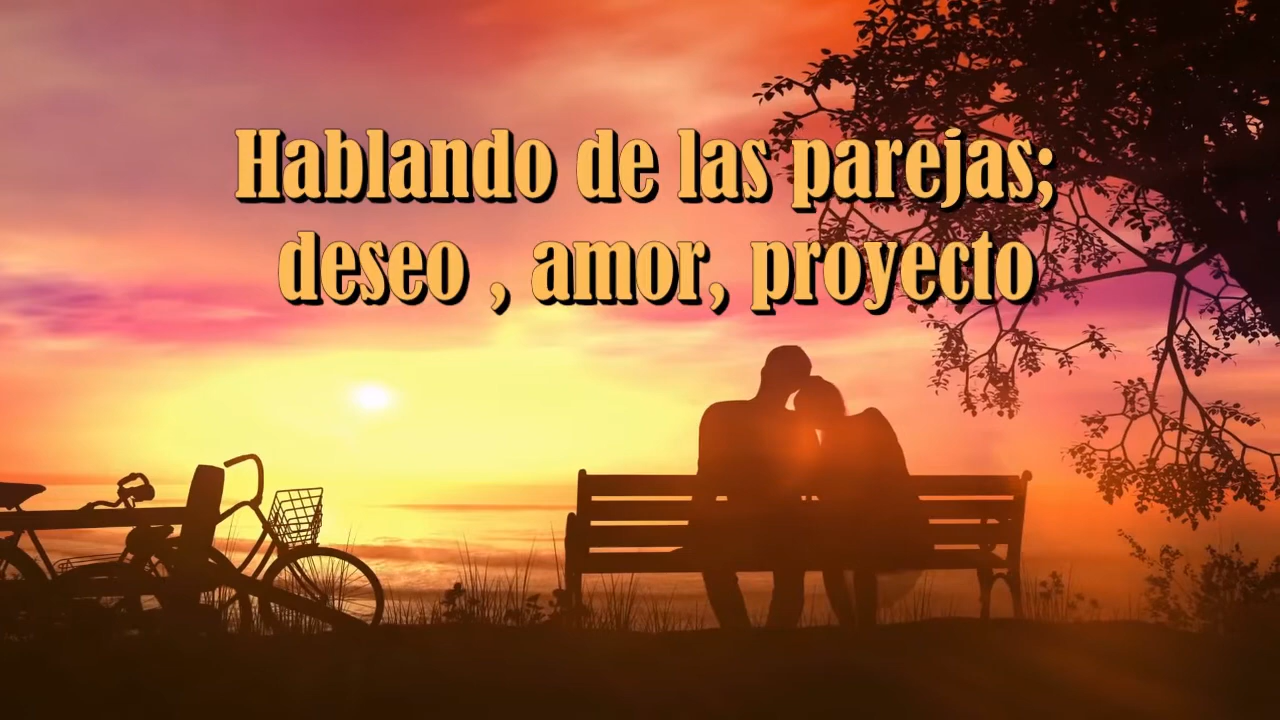 Hablando de las parejas;
deseo , amor, proyecto